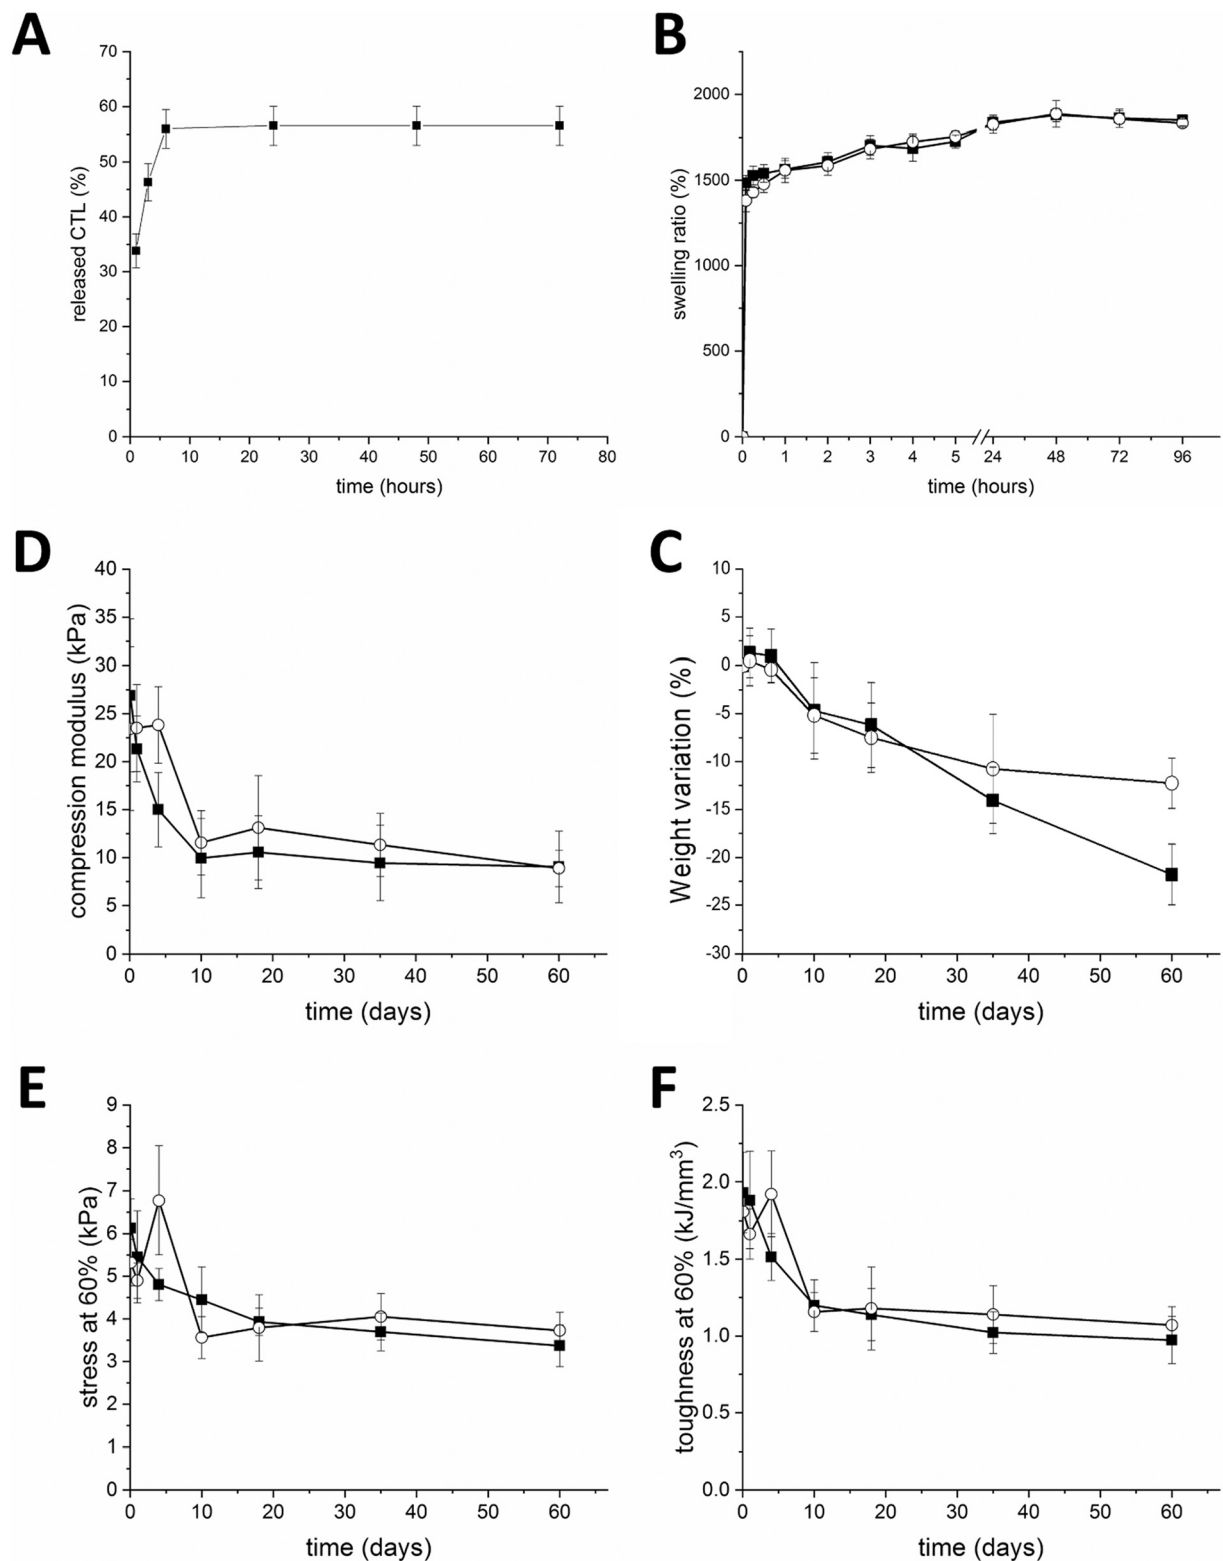 A
70
60
50
40
30
20
10
0
released CTL (%)
0 10 20 30 40 50 60 70 80
time (hours)
B
2000
1500
1000
500
0
swelling ratio (%)
0 1 2 3 4 5 24 48 72 96
time (hours)
D
40
35
30
25
20
15
10
5
0
compression modulus (kPa)
0 10 20 30 40 50 60
time (days)
C
10
5
0
-5
-10
-15
-20
-25
-30
Weight variation (%)
0 10 20 30 40 50 60
time (days)
E
9
8
7
6
5
4
3
2
1
0
stress at 60% (kPa)
0 10 20 30 40 50 60
time (days)
F
2.5
2.0
1.5
1.0
0.5
0.0
toughness at 60% (kJ/mm³)
0 10 20 30 40 50 60
time (days)